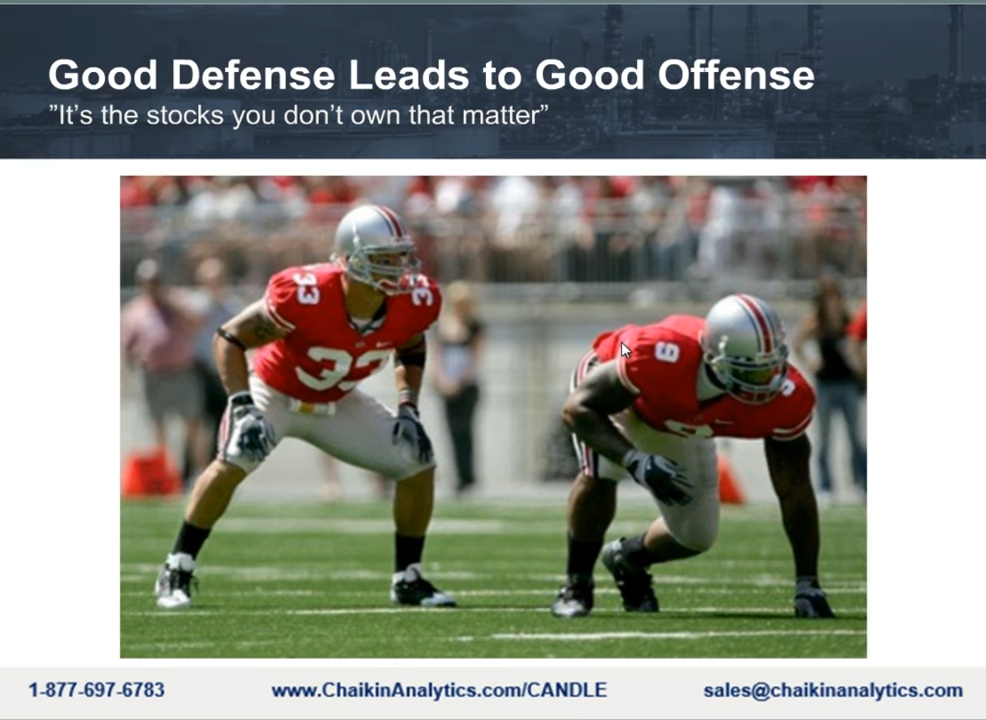 Good Defense Leads to Good Offense
”It’s the stocks you don’t own that matter”
33
33
33
9
9
1-877-697-6783
www.ChaikinAnalytics.com/CANDLE
sales@chaikinanalytics.com